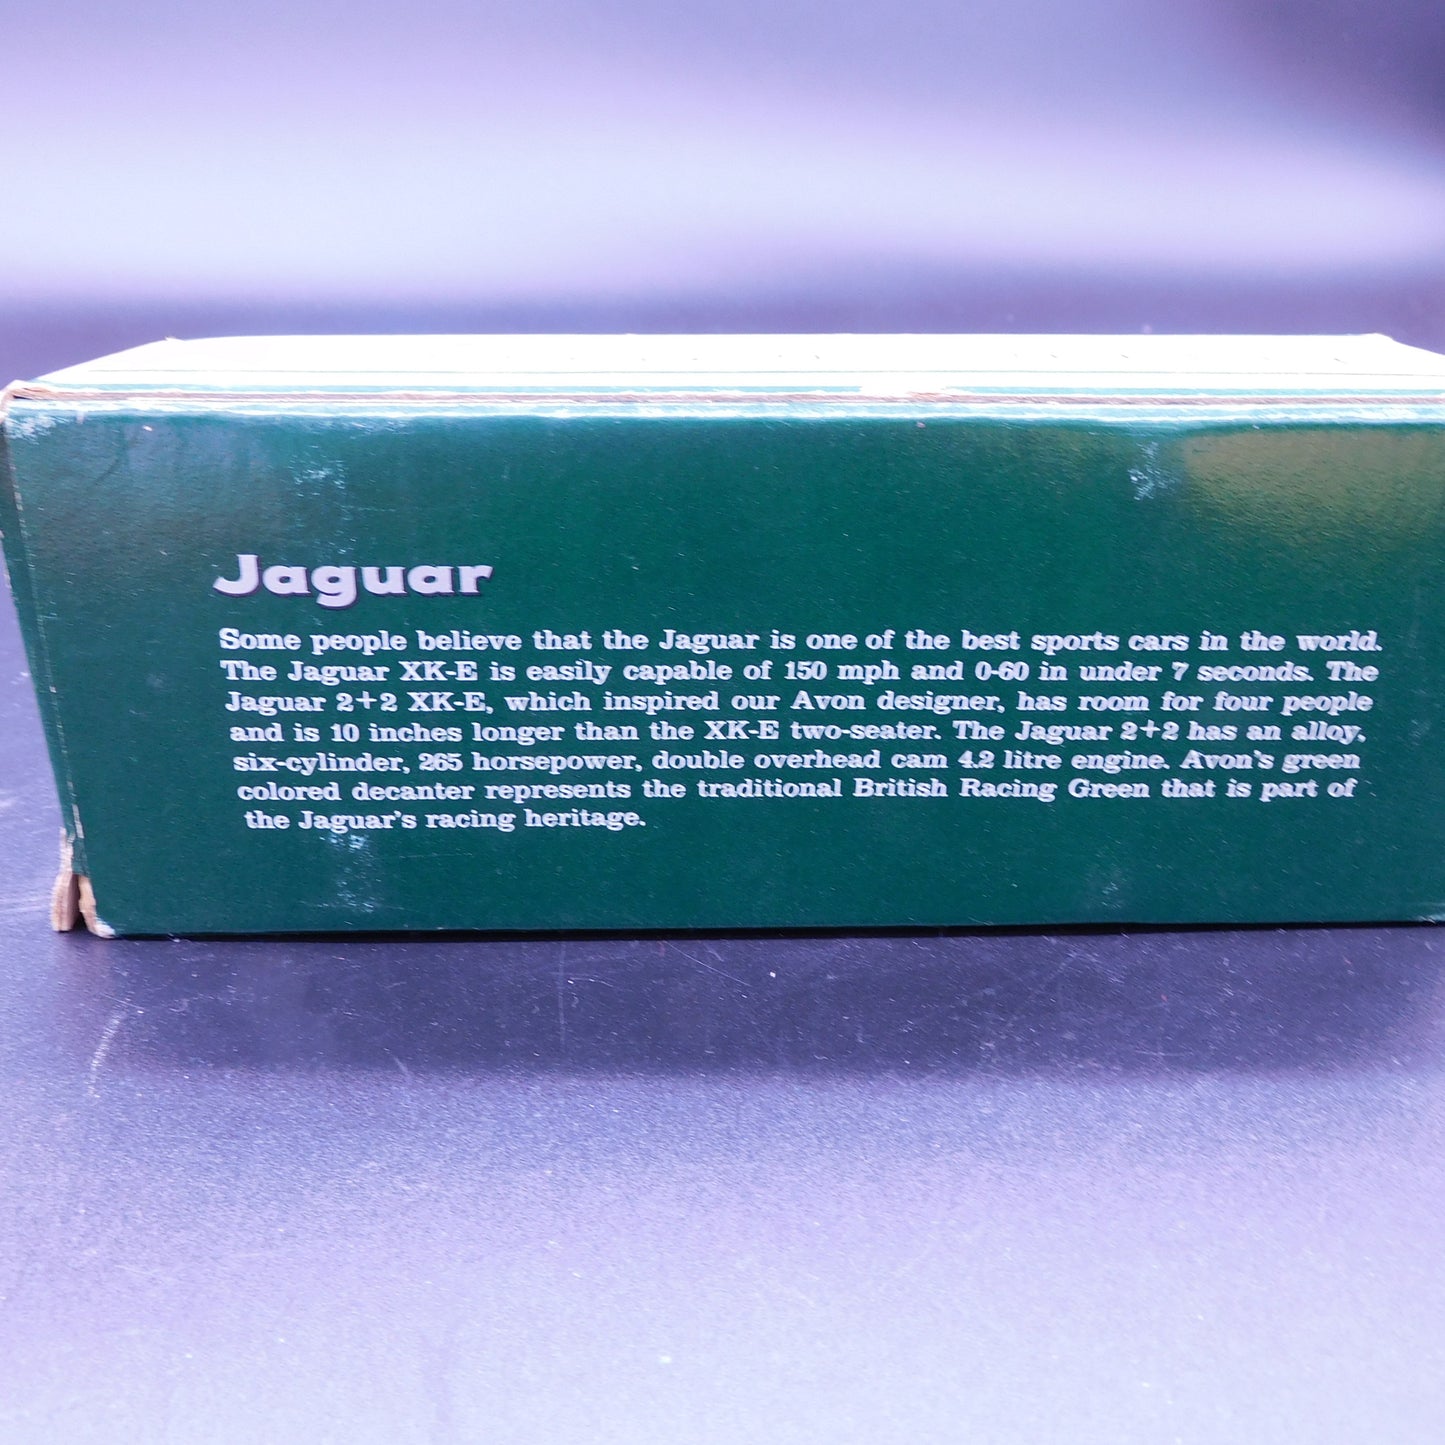 Jaguar
Some people believe that the Jaguar is one of the best sports cars in the world.
The Jaguar XK-E is easily capable of 150 mph and 0-60 in under 7 seconds. The
Jaguar 2+2 XK-E, which inspired our Avon designer, has room for four people
and is 10 inches longer than the XK-E two-seater. The Jaguar 2+2 has an alloy,
six-cylinder, 265 horsepower, double overhead cam 4.2 litre engine. Avon's green
colored decanter represents the traditional British Racing Green that is part of
the Jaguar's racing heritage.